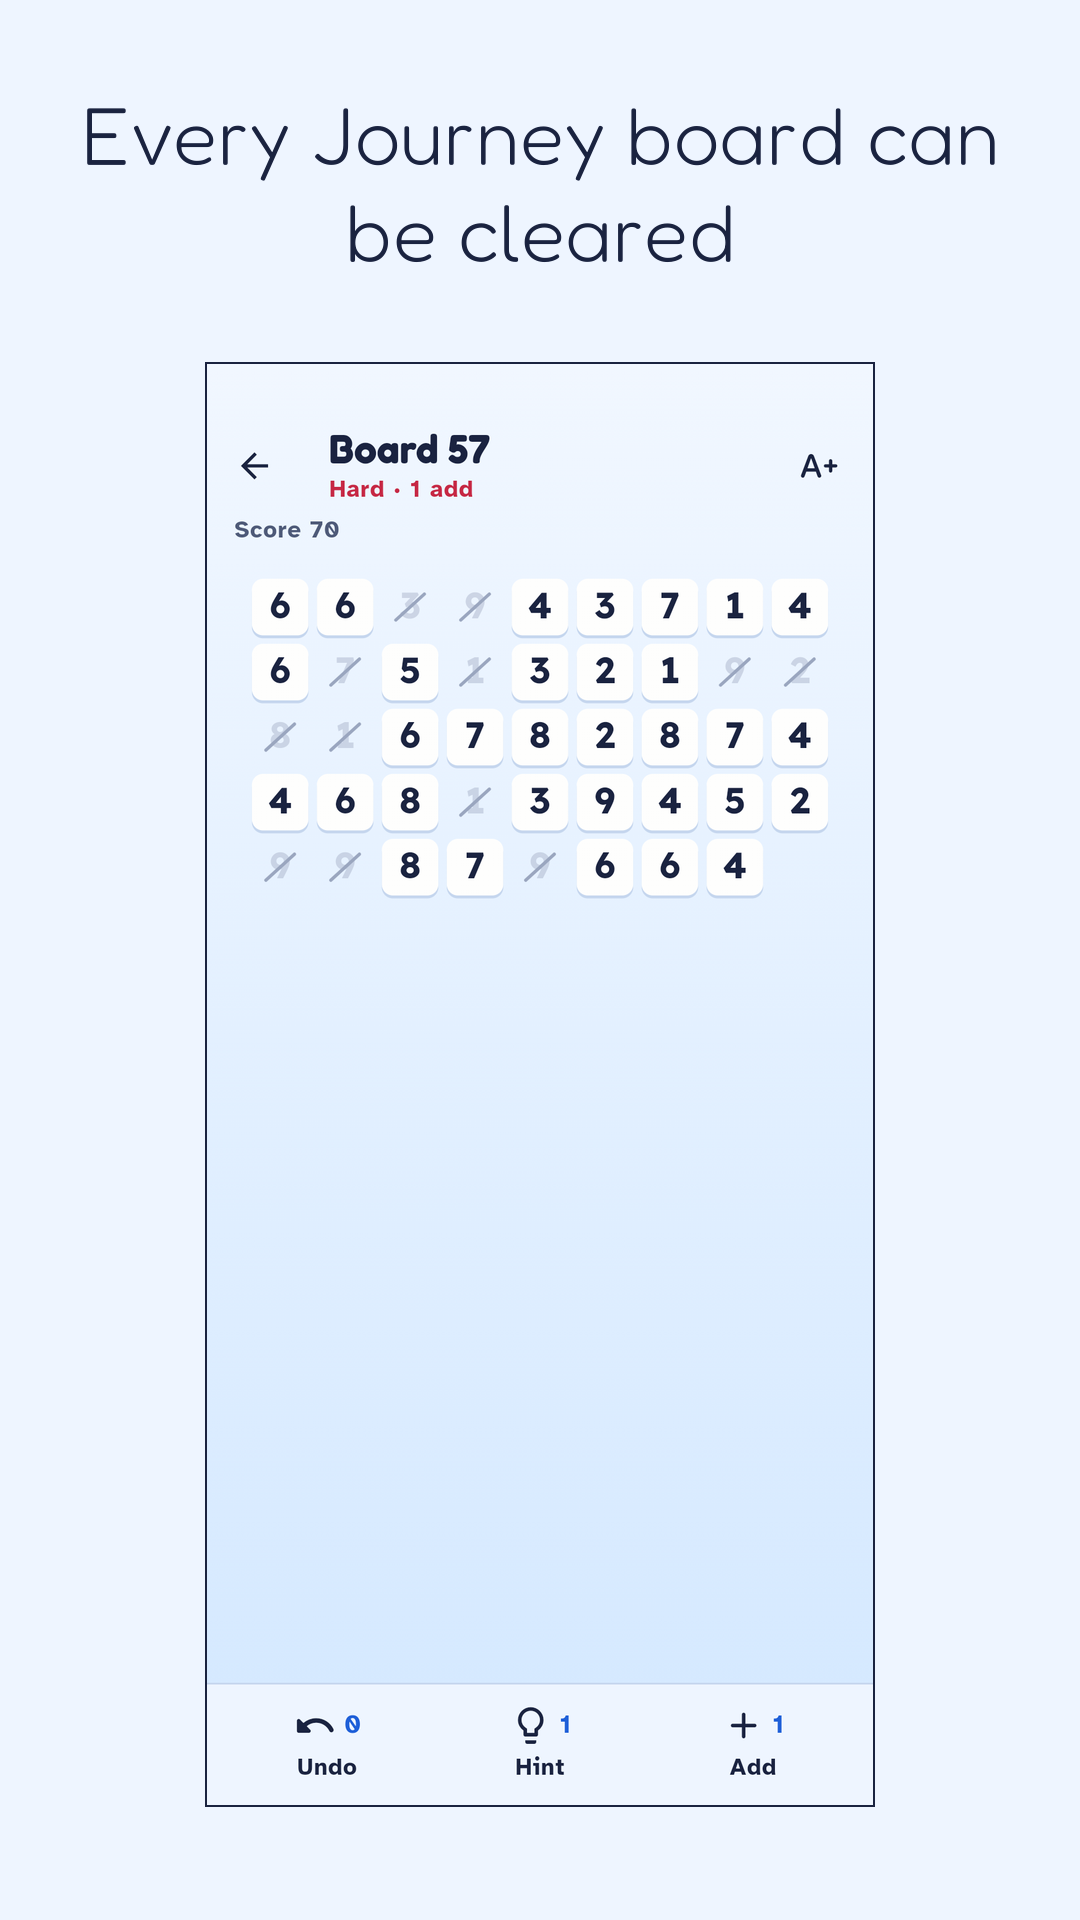 Every Journey board can
be cleared
Board 57
Hard · 1 add
A+
Score 70
6 6 3 9 4 3 7 1 4
6 7 5 1 3 2 1 9 2
8 1 6 7 8 2 8 7 4
4 6 8 1 3 9 4 5 2
9 9 8 7 9 6 6 4
0 1 1
Undo Hint Add